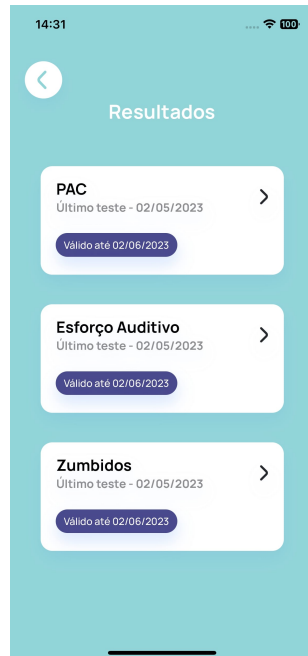 14:31
100
Resultados
PAC
Último teste - 02/05/2023
Válido até 02/06/2023
Esforço Auditivo
Último teste - 02/05/2023
Válido até 02/06/2023
Zumbidos
Último teste - 02/05/2023
Válido até 02/06/2023